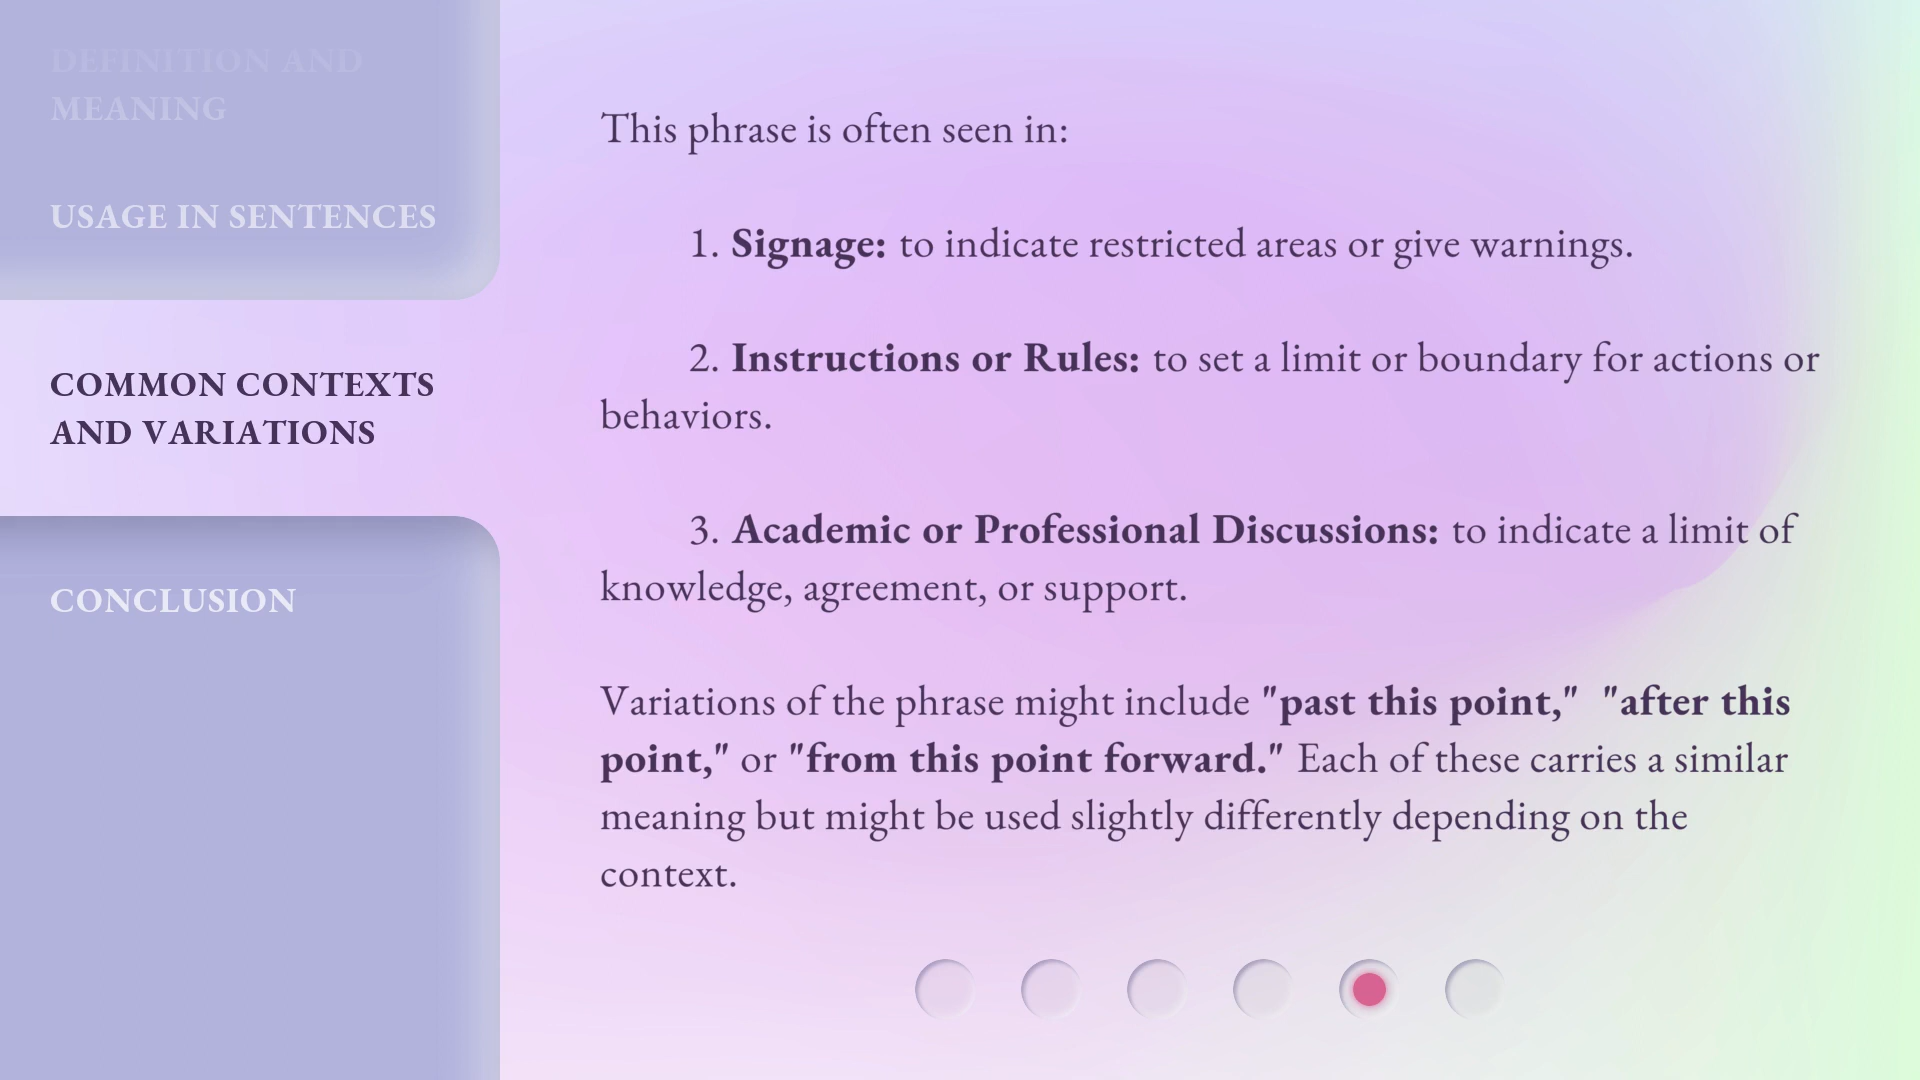 DEFINITION AND
MEANING
USAGE IN SENTENCES
COMMON CONTEXTS
AND VARIATIONS
CONCLUSION
This phrase is often seen in:
1. Signage: to indicate restricted areas or give warnings.
2. Instructions or Rules: to set a limit or boundary for actions or
behaviors.
3. Academic or Professional Discussions: to indicate a limit of
knowledge, agreement, or support.
Variations of the phrase might include "past this point," "after this
point," or "from this point forward." Each of these carries a similar
meaning but might be used slightly differently depending on the
context.